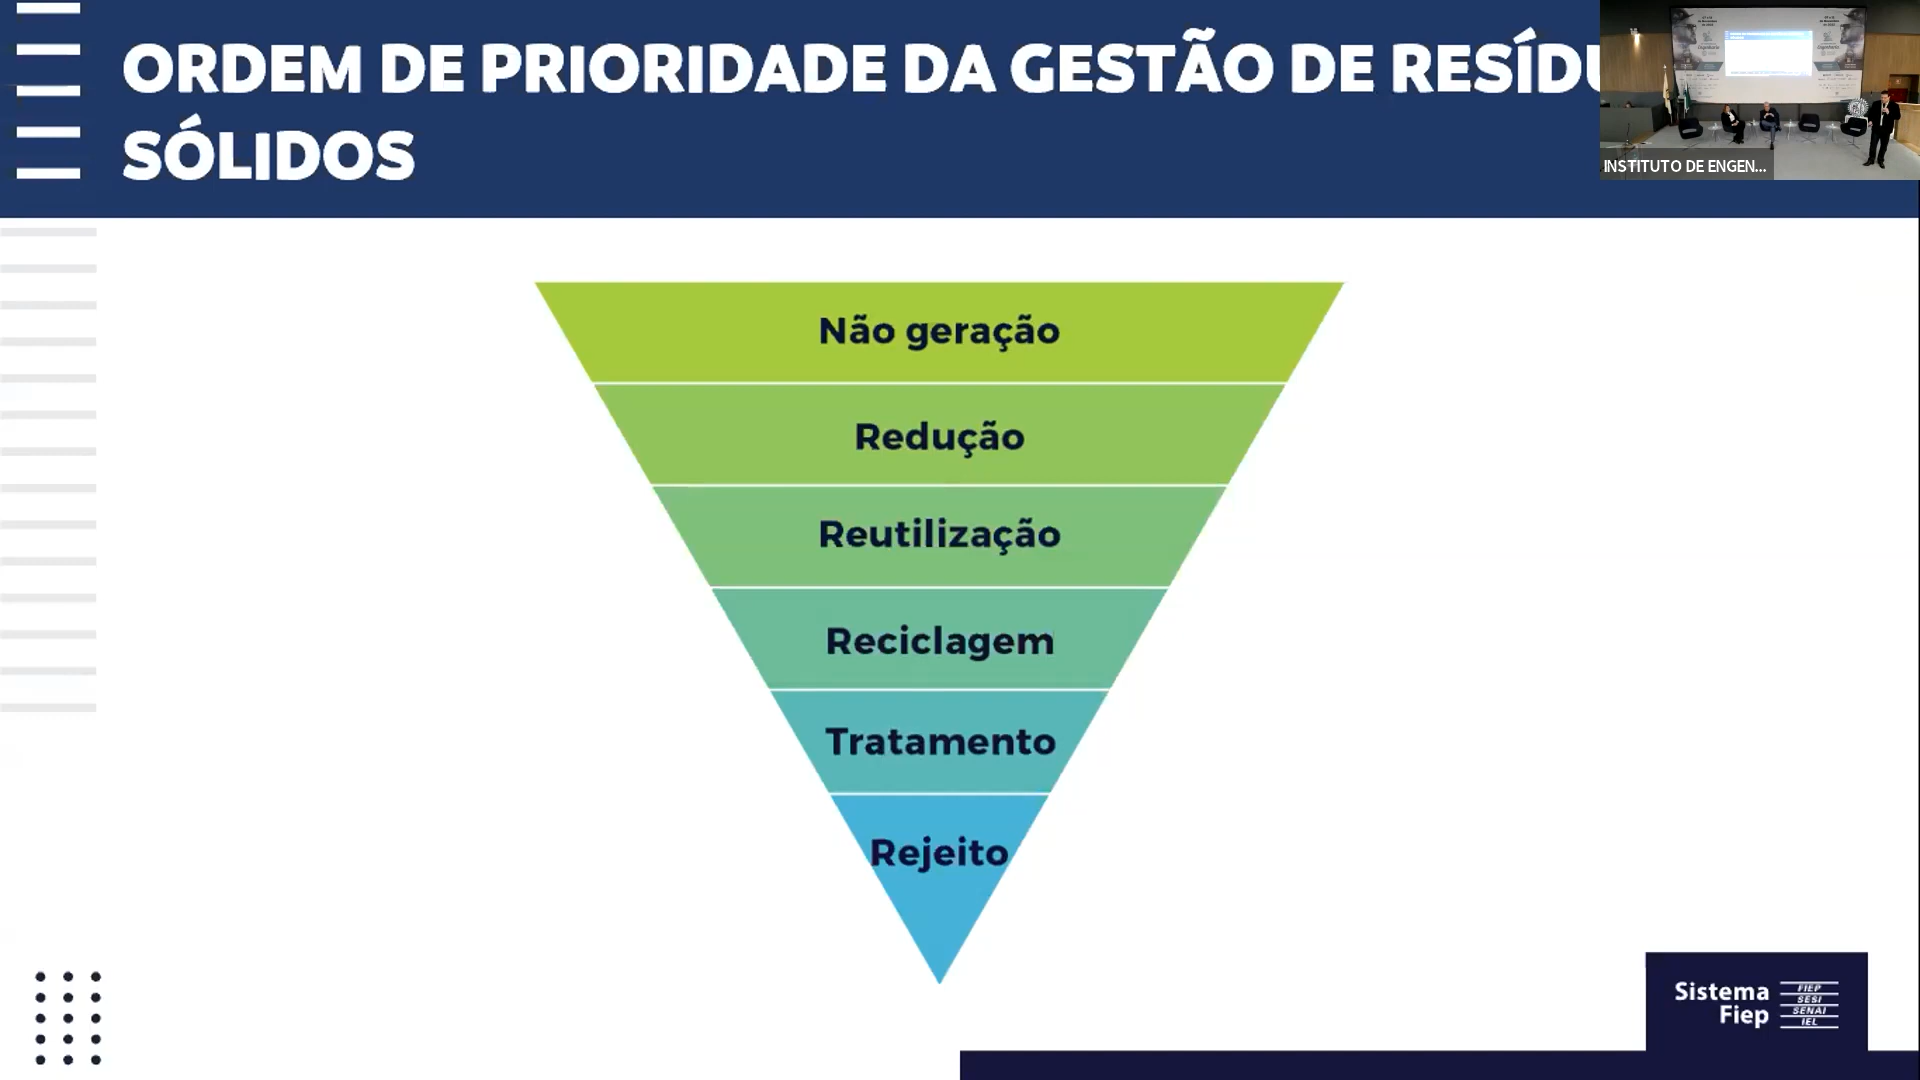 ORDEM DE PRIORIDADE DA GESTÃO DE RESÍDU
SÓLIDOS
INSTITUTO DE ENGEN...
Não geração
Redução
Reutilização
Reciclagem
Tratamento
Rejeito
Sistema
Fiep
FIEP
SESI
SENAI
IEL